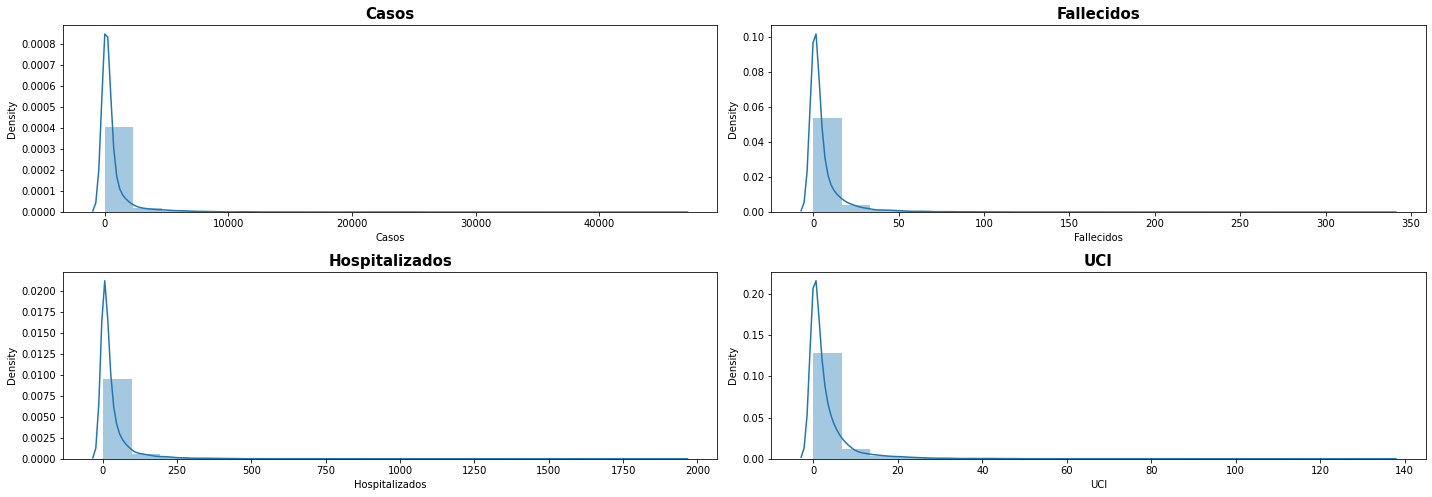 Casos
Density
0.0008
0.0007
0.0006
0.0005
0.0004
0.0003
0.0002
0.0001
0.0000
0 10000 20000 30000 40000
Casos
Fallecidos
Density
0.10
0.08
0.06
0.04
0.02
0.00
0 50 100 150 200 250 300 350
Fallecidos
Hospitalizados
Density
0.0200
0.0175
0.0150
0.0125
0.0100
0.0075
0.0050
0.0025
0.0000
0 250 500 750 1000 1250 1500 1750 2000
Hospitalizados
UCI
Density
0.20
0.15
0.10
0.05
0.00
0 20 40 60 80 100 120 140
UCI